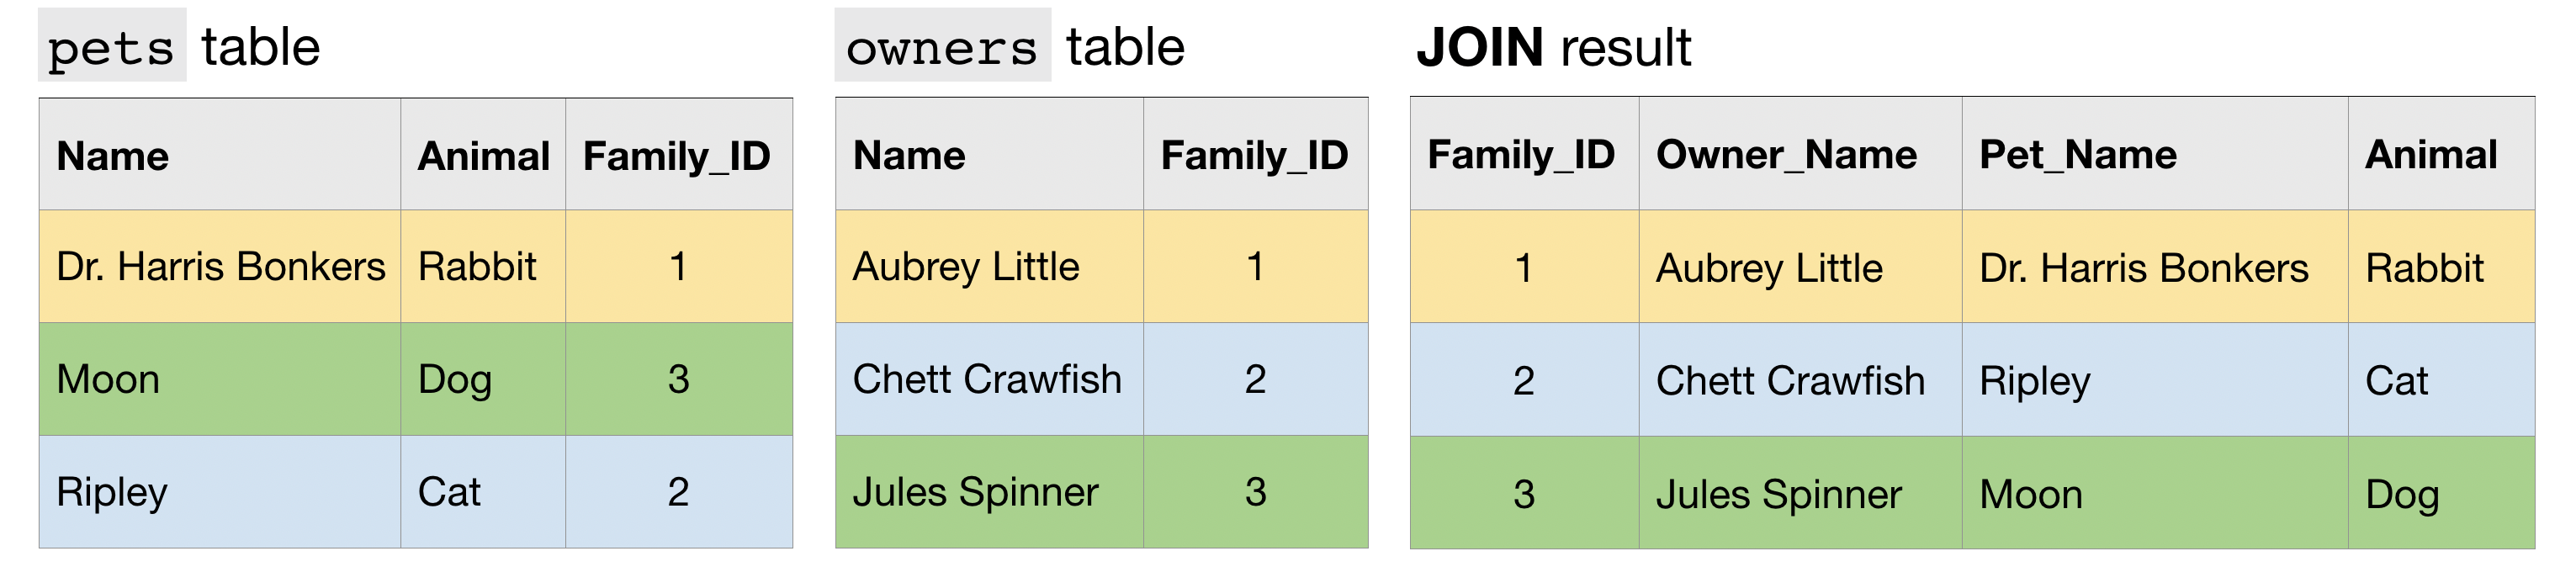 pets table
Name Animal Family_ID
Dr. Harris Bonkers Rabbit 1
Moon Dog 3
Ripley Cat 2
owners table
Name Family_ID
Aubrey Little 1
Chett Crawfish 2
Jules Spinner 3
JOIN result
Family_ID Owner_Name Pet_Name Animal
1 Aubrey Little Dr. Harris Bonkers Rabbit
2 Chett Crawfish Ripley Cat
3 Jules Spinner Moon Dog